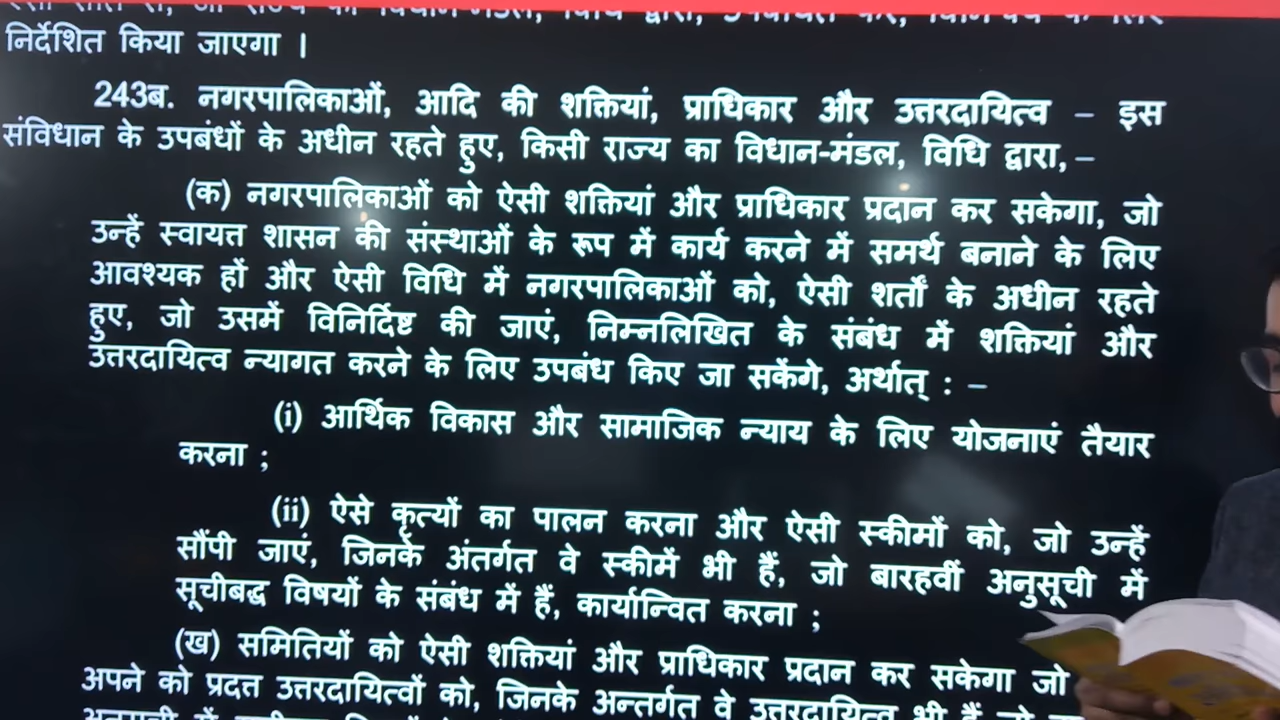 निर्देशित किया जाएगा ।
243ब. नगरपालिकाओं, आदि की शक्तियां, प्राधिकार और उत्तरदायित्व – इस
संविधान के उपबंधों के अधीन रहते हुए, किसी राज्य का विधान-मंडल, विधि द्वारा, –
(क) नगरपालिकाओं को ऐसी शक्तियां और प्राधिकार प्रदान कर सकेगा, जो
उन्हें स्वायत्त शासन की संस्थाओं के रूप में कार्य करने में समर्थ बनाने के लिए
आवश्यक हों और ऐसी विधि में नगरपालिकाओं को, ऐसी शर्तों के अधीन रहते
हुए, जो उसमें विनिर्दिष्ट की जाएं, निम्नलिखित के संबंध में शक्तियां और
उत्तरदायित्व न्यागत करने के लिए उपबंध किए जा सकेंगे, अर्थात् : –
(i) आर्थिक विकास और सामाजिक न्याय के लिए योजनाएं तैयार
करना ;
(ii) ऐसे कृत्यों का पालन करना और ऐसी स्कीमों को, जो उन्हें
सौंपी जाएं, जिनके अंतर्गत वे स्कीमें भी हैं, जो बारहवीं अनुसूची में
सूचीबद्ध विषयों के संबंध में हैं, कार्यान्वित करना ;
(ख) समितियों को ऐसी शक्तियां और प्राधिकार प्रदान कर सकेगा जो
अपने को प्रदत्त उत्तरदायित्वों को, जिनके अन्तर्गत वे उत्तरदायित्व भी हैं जो